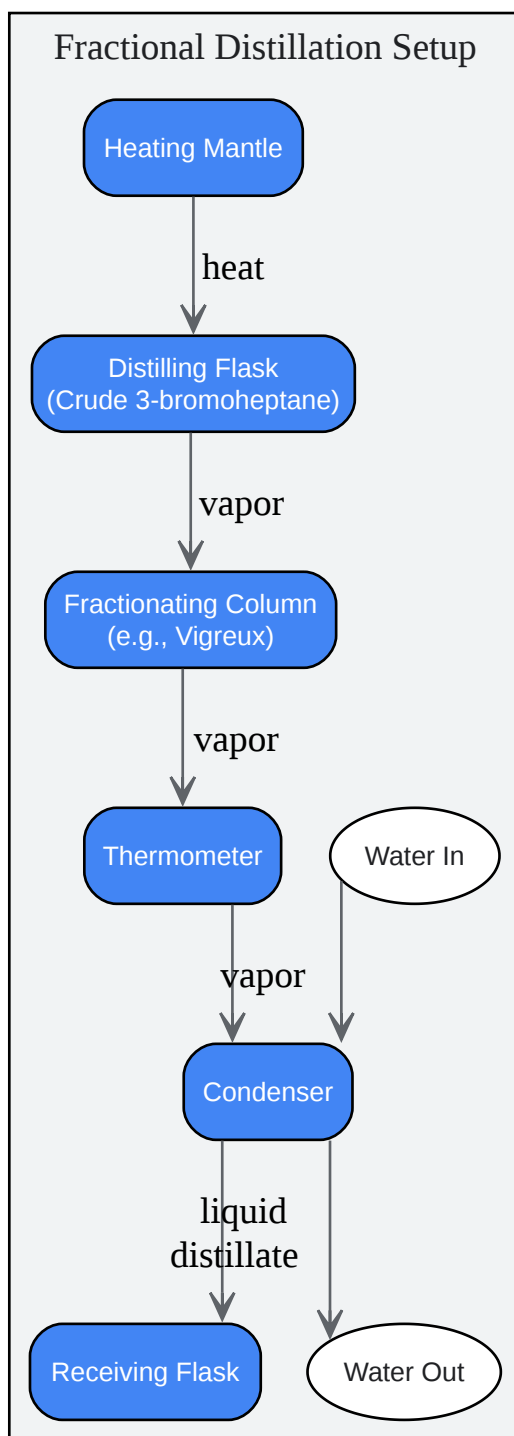 Fractional Distillation Setup
Heating Mantle
heat
Distilling Flask
(Crude 3-bromoheptane)
vapor
Fractionating Column
(e.g., Vigreux)
vapor
Thermometer
Water In
vapor
Condenser
liquid
distillate
Receiving Flask
Water Out